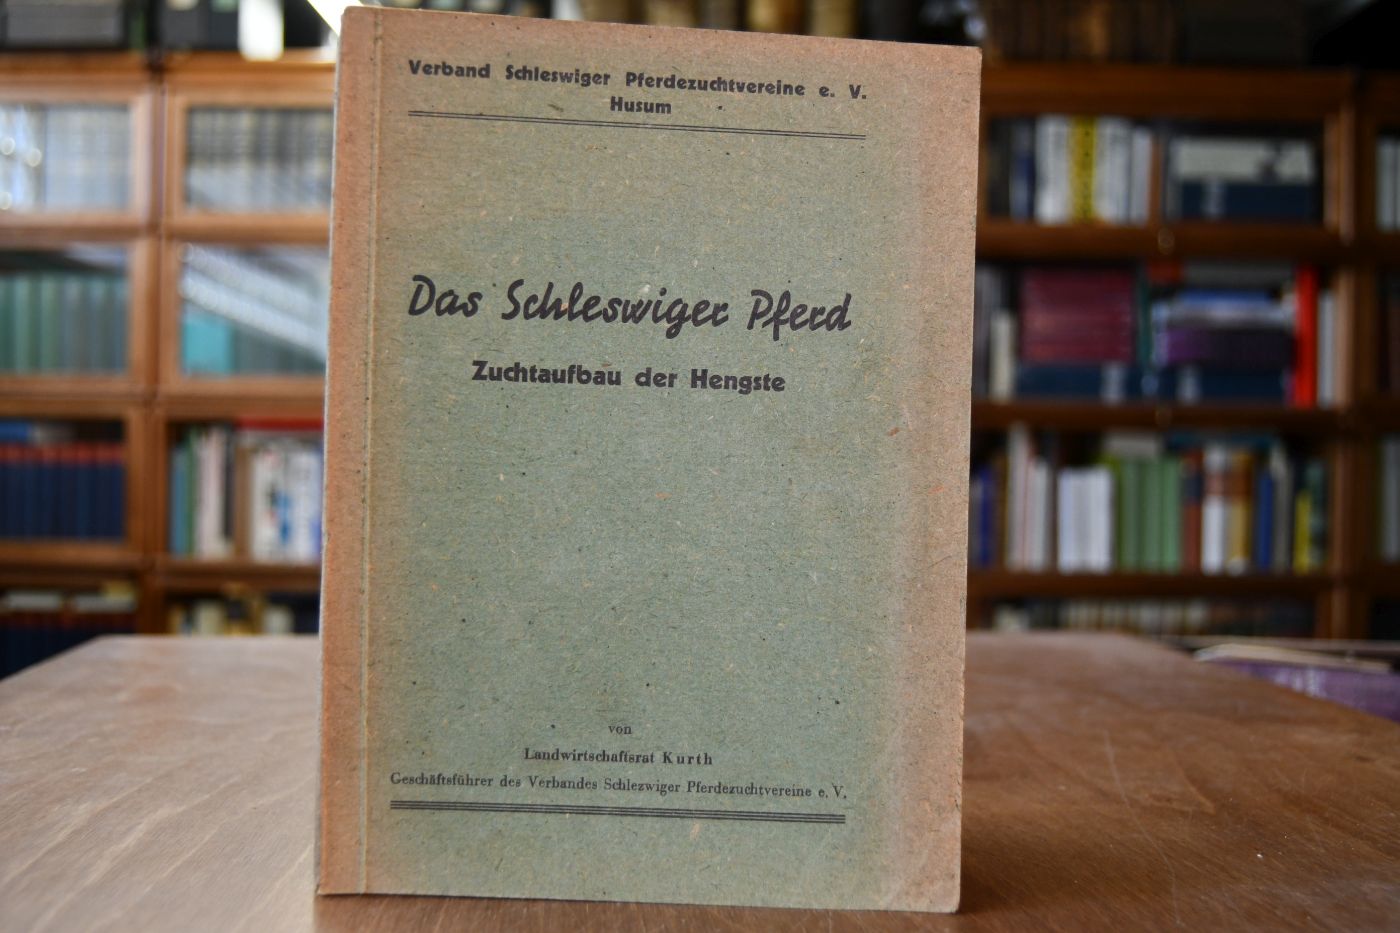 Verband Schleswiger Pferdezuchtvereine e. V.
Husum
Das Schleswiger Pferd
Zuchtaufbau der Hengste
von
Landwirtschaftsrat Kurth
Geschäftsführer des Verbandes Schlezwiger Pferdezuchtvereine e. V.